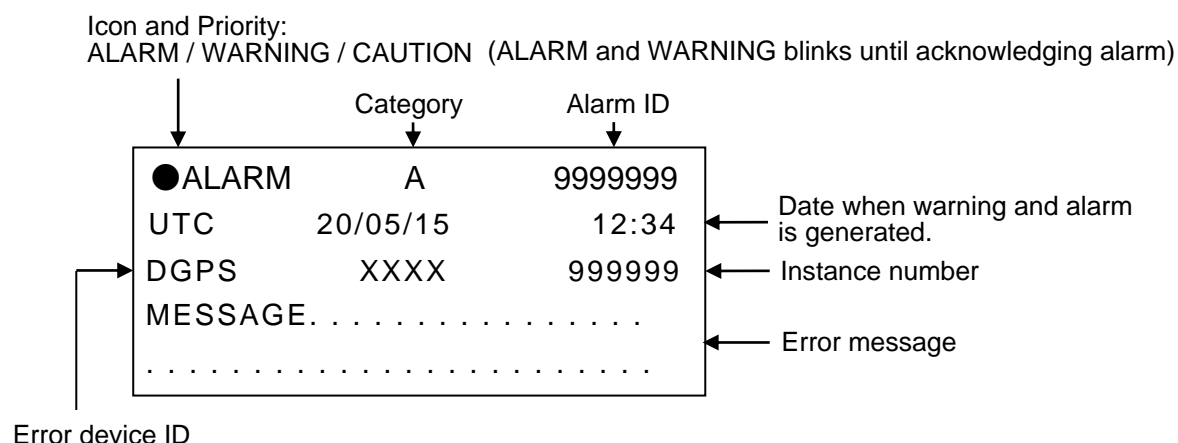 Icon and Priority:
ALARM / WARNING / CAUTION (ALARM and WARNING blinks until acknowledging alarm)
Category Alarm ID
●ALARM A 9999999
UTC 20/05/15 12:34
Date when warning and alarm
is generated.
DGPS XXXX 999999
Instance number
MESSAGE. . . . . . . . . . . . . . . . .
Error message
. . . . . . . . . . . . . . . . . . . . . . . .
Error device ID